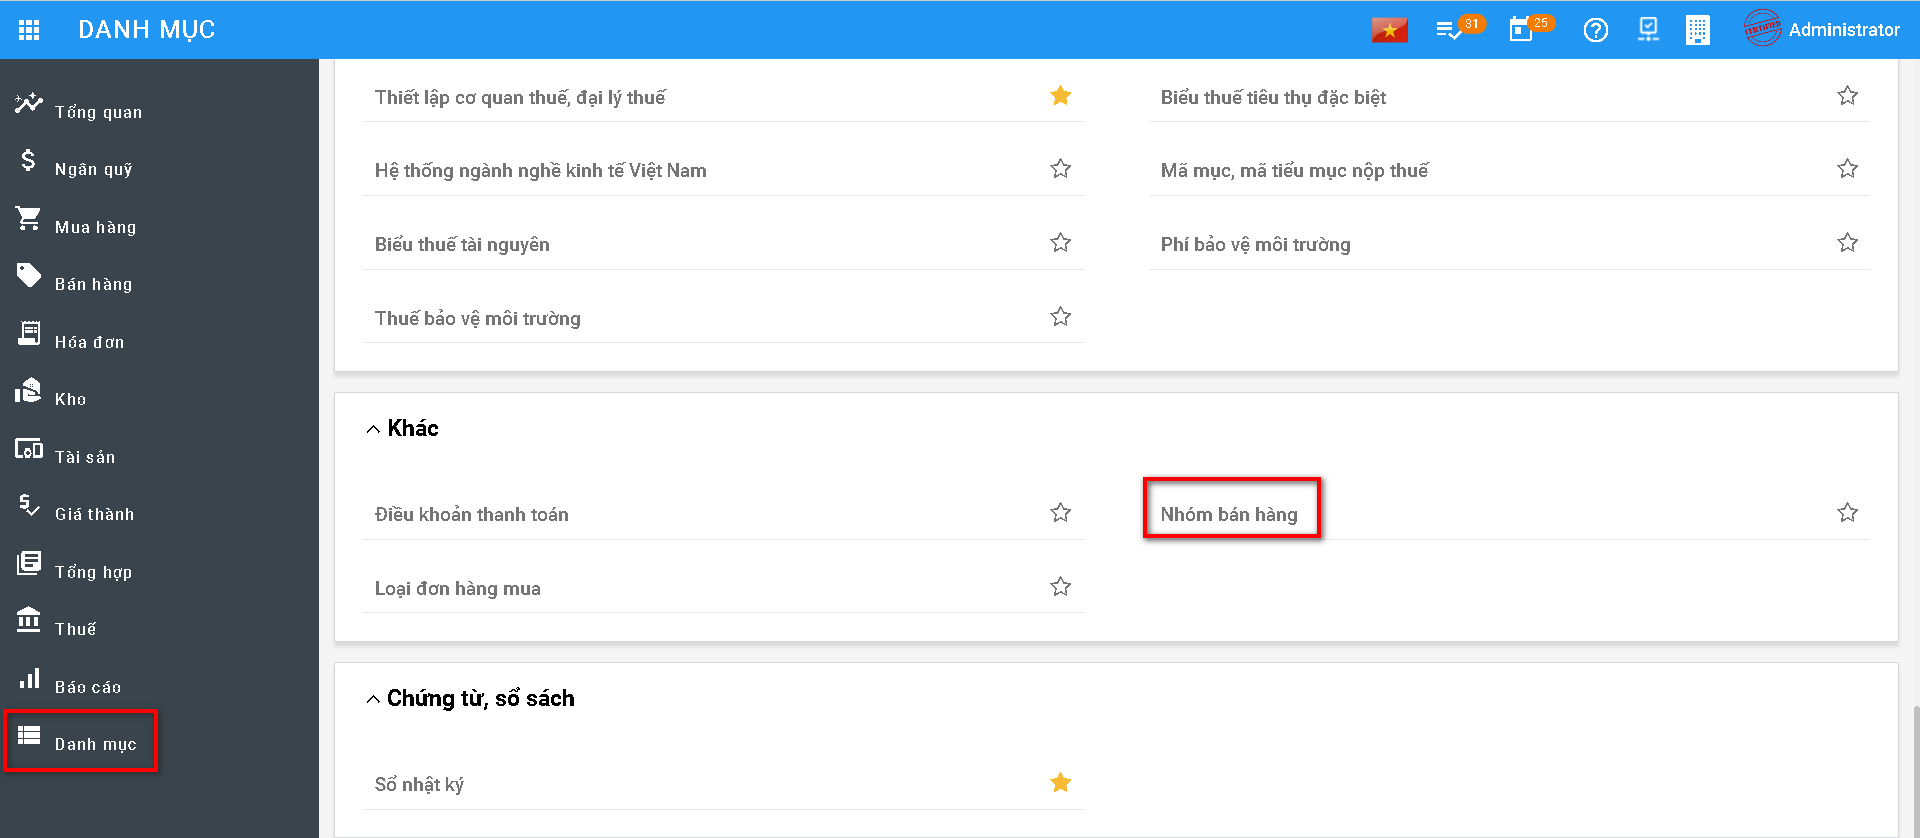 DANH MỤC
31
25
CERTIFIED
Administrator
Tổng quan
Ngân quỹ
Mua hàng
Bán hàng
Hóa đơn
Kho
Tài sản
Giá thành
Tổng hợp
Thuế
Báo cáo
Danh mục
Thiết lập cơ quan thuế, đại lý thuế
Biểu thuế tiêu thụ đặc biệt
Hệ thống ngành nghề kinh tế Việt Nam
Mã mục, mã tiểu mục nộp thuế
Biểu thuế tài nguyên
Phí bảo vệ môi trường
Thuế bảo vệ môi trường
Khác
Điều khoản thanh toán
Nhóm bán hàng
Loại đơn hàng mua
Chứng từ, sổ sách
Sổ nhật ký